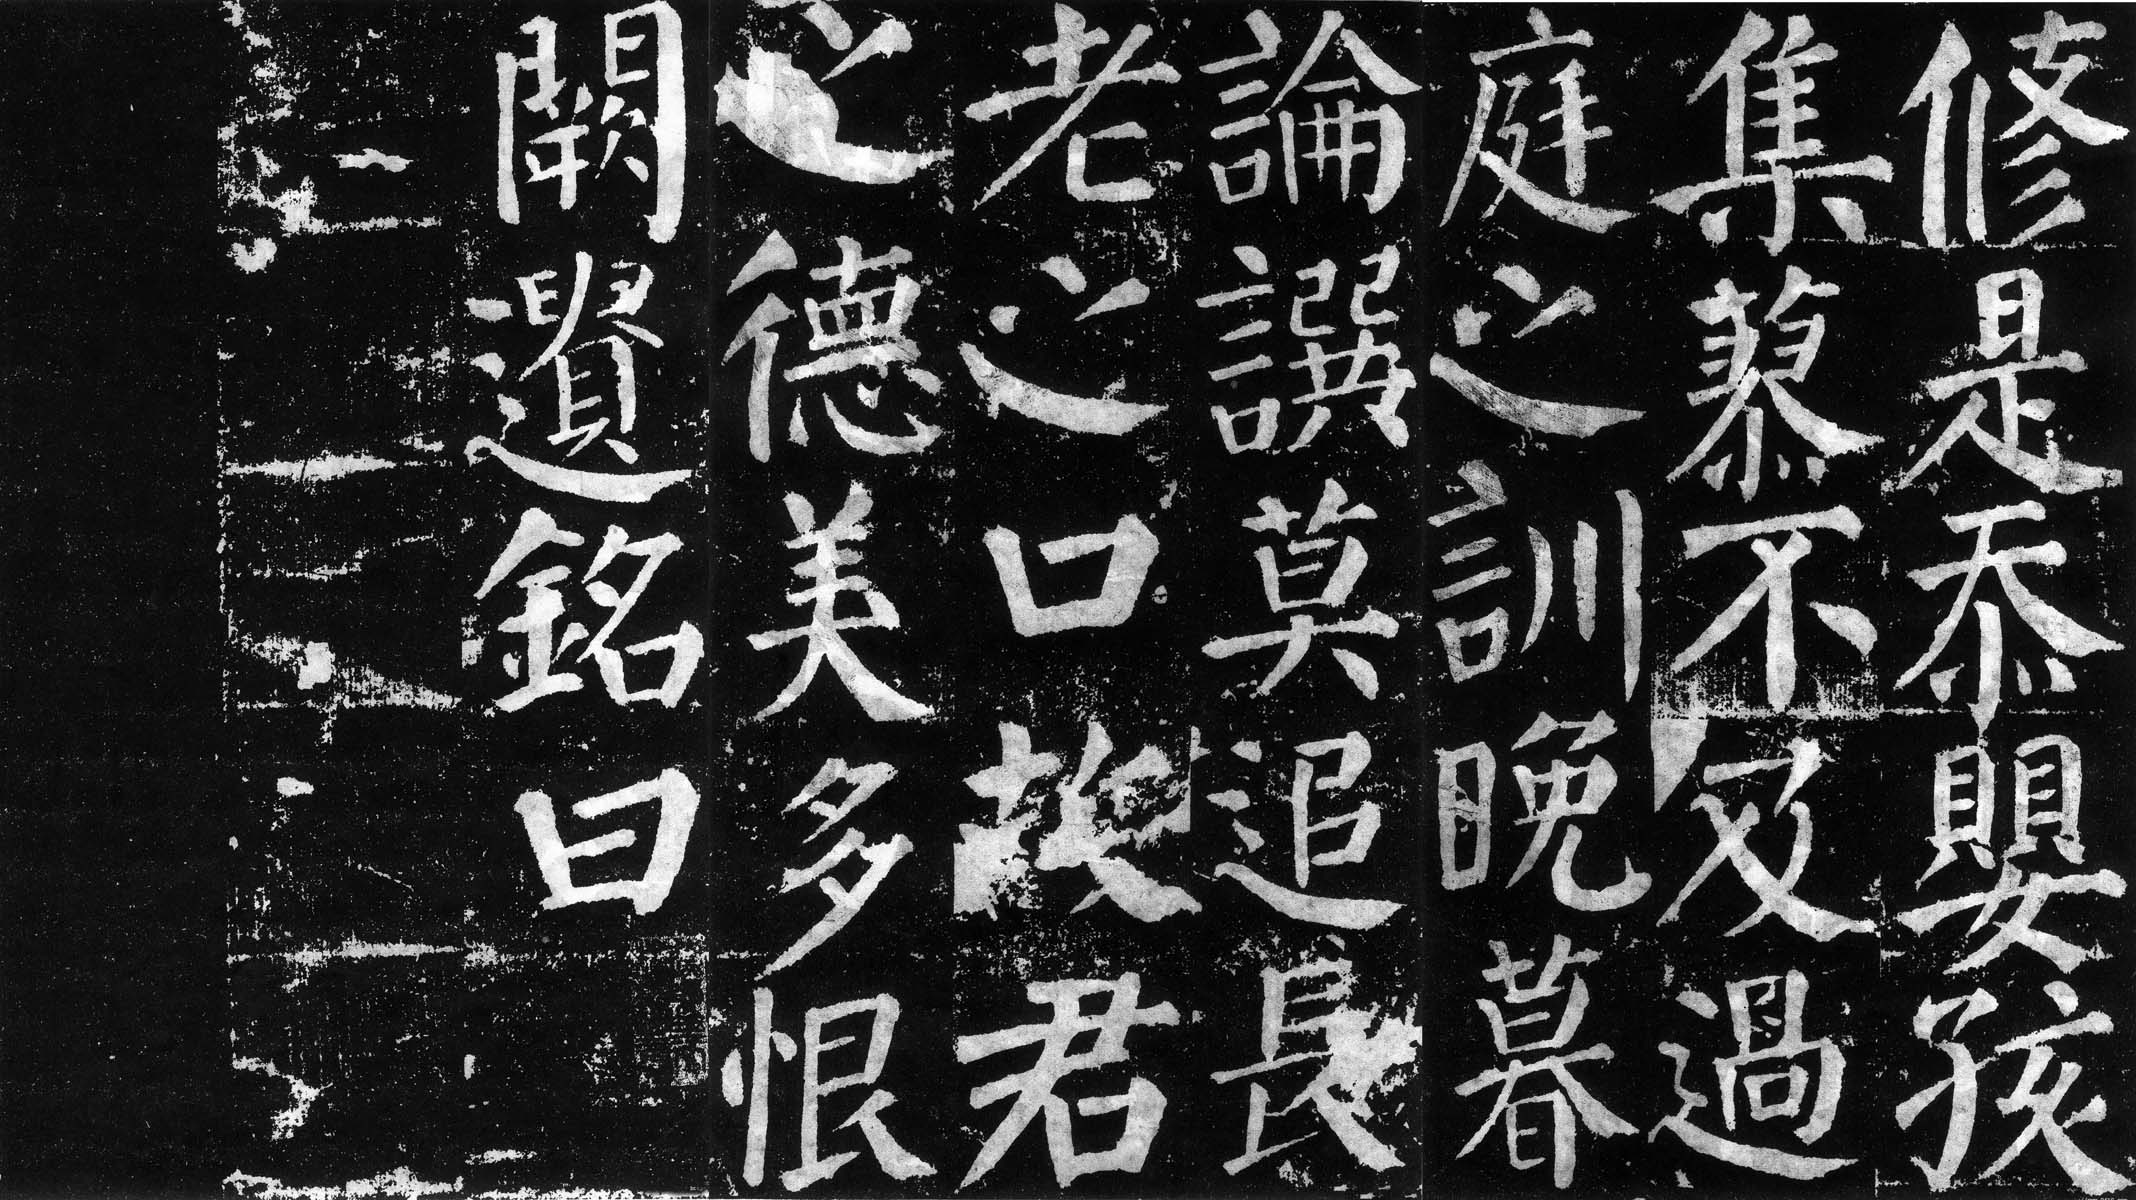 修是忝嬰孩
集蓼不及過
庭之訓晚暮
論譔莫追長
老之口故君
之德美多恨
闕遺銘曰